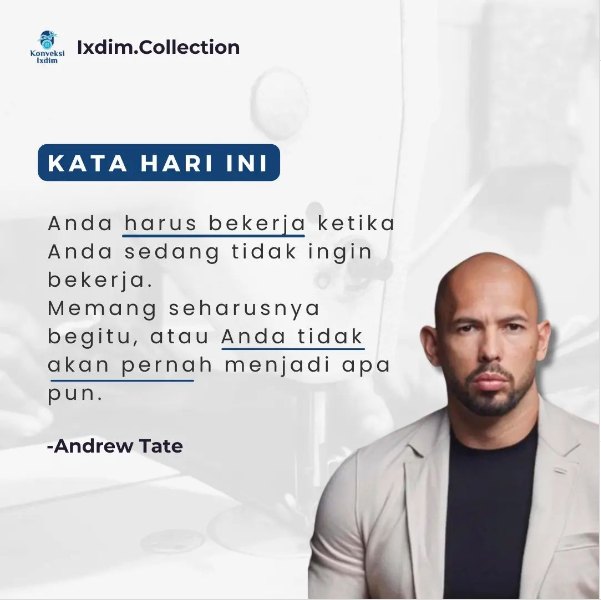 Konveksi
Ixdim
Ixdim.Collection
KATA HARI INI
Anda harus bekerja ketika
Anda sedang tidak ingin
bekerja.
Memang seharusnya
begitu, atau Anda tidak
akan pernah menjadi apa
pun.
-Andrew Tate